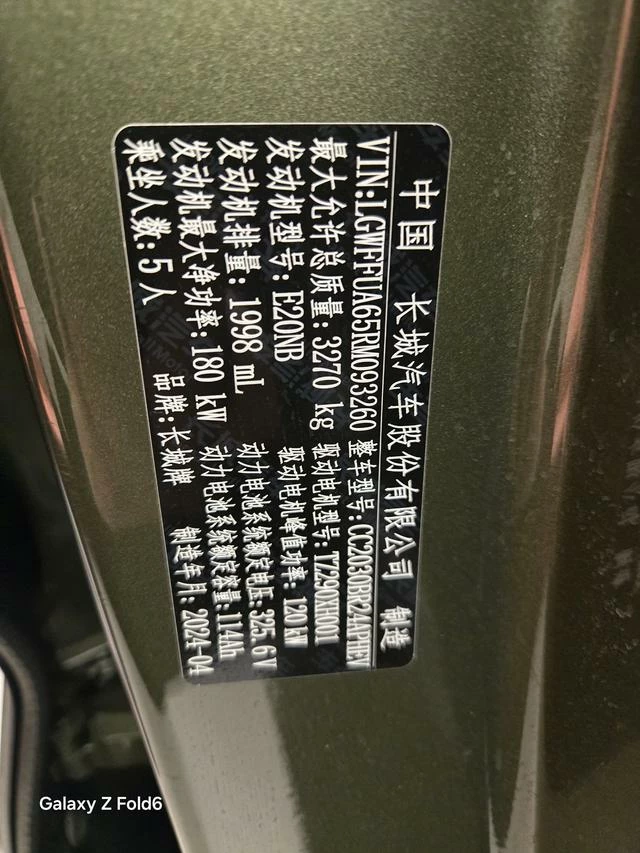 中国 长城汽车股份有限公司 制造
VIN:LGWFFUA65RM093260 整车型号:CC2030BR24APHEV
最大允许总质量: 3270 kg 驱动电机型号: TZ290XH001
发动机型号: E20NB 驱动电机峰值功率: 120 kW
发动机排量: 1998 mL 动力电池系统额定电压: 325.6V
发动机最大净功率: 180 kW 动力电池系统额定容量: 114Ah
乘坐人数: 5人 品牌: 长城牌 制造年月: 2024-04
Galaxy Z Fold6